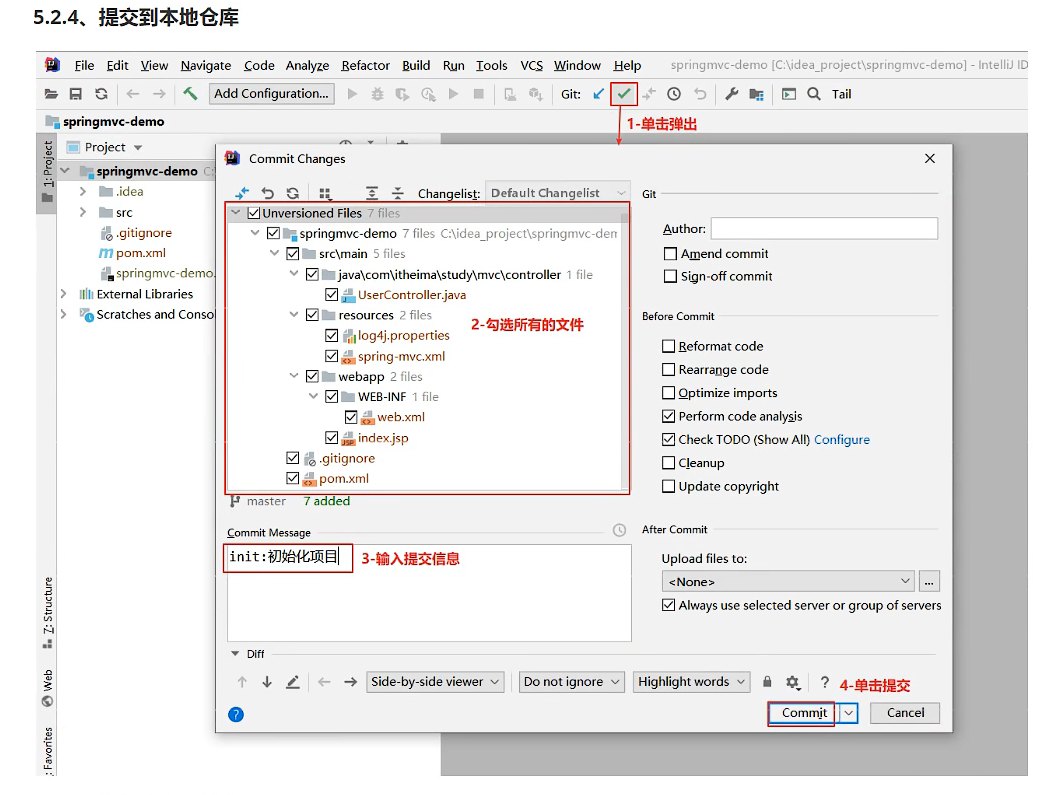 5.2.4、提交到本地仓库
File Edit View Navigate Code Analyze Refactor Build Run Tools VCS Window Help springmvc-demo [C:\idea_project\springmvc-demo] - IntelliJ ID
Add Configuration... Git: Tail
springmvc-demo
1-单击弹出
1: Project
Project
Commit Changes
springmvc-demo C:
.idea
src
.gitignore
pom.xml
springmvc-demo.
External Libraries
Scratches and Conso
Changelist: Default Changelist
Unversioned Files 7 files
springmvc-demo 7 files C:\idea_project\springmvc-dem
src\main 5 files
java\com\itheima\study\mvc\controller 1 file
UserController.java
resources 2 files
2-勾选所有的文件
log4j.properties
spring-mvc.xml
webapp 2 files
WEB-INF 1 file
web.xml
index.jsp
.gitignore
pom.xml
master 7 added
Commit Message
init:初始化项目
3-输入提交信息
Git
Author:
Amend commit
Sign-off commit
Before Commit
Reformat code
Rearrange code
Optimize imports
Perform code analysis
Check TODO (Show All) Configure
Cleanup
Update copyright
After Commit
Upload files to:
<None> ...
Always use selected server or group of servers
Diff
Side-by-side viewer Do not ignore Highlight words ?
4-单击提交
? Commit Cancel
Z: Structure
Web
: Favorites